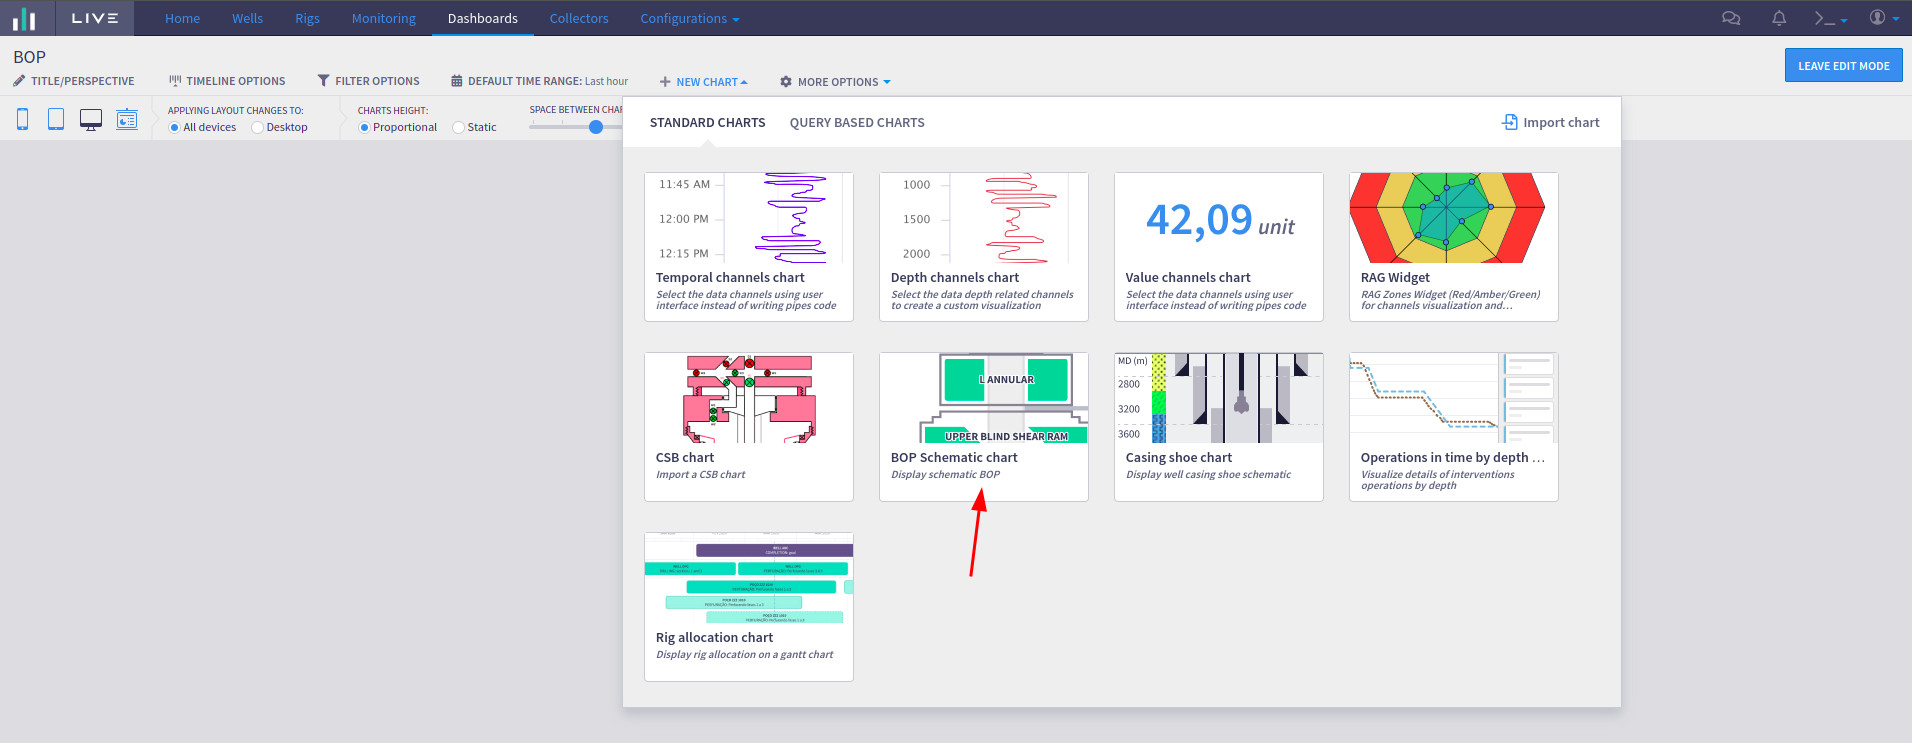 LIVE
Home
Wells
Rigs
Monitoring
Dashboards
Collectors
Configurations
BOP
TITLE/PERSPECTIVE
TIMELINE OPTIONS
FILTER OPTIONS
DEFAULT TIME RANGE: Last hour
NEW CHART
MORE OPTIONS
LEAVE EDIT MODE
APPLYING LAYOUT CHANGES TO:
All devices
Desktop
CHARTS HEIGHT:
Proportional
Static
SPACE BETWEEN CHAR
STANDARD CHARTS
QUERY BASED CHARTS
Import chart
11:45 AM
12:00 PM
12:15 PM
Temporal channels chart
Select the data channels using user
interface instead of writing pipes code
1000
1500
2000
Depth channels chart
Select the data depth related channels
to create a custom visualization
42,09 unit
Value channels chart
Select the data channels using user
interface instead of writing pipes code
RAG Widget
RAG Zones Widget (Red/Amber/Green)
for channels visualization and...
CSB chart
Import a CSB chart
L ANNULAR
UPPER BLIND SHEAR RAM
BOP Schematic chart
Display schematic BOP
MD (m)
2800
3200
3600
Casing shoe chart
Display well casing shoe schematic
Operations in time by depth ...
Visualize details of interventions
operations by depth
Rig allocation chart
Display rig allocation on a gantt chart